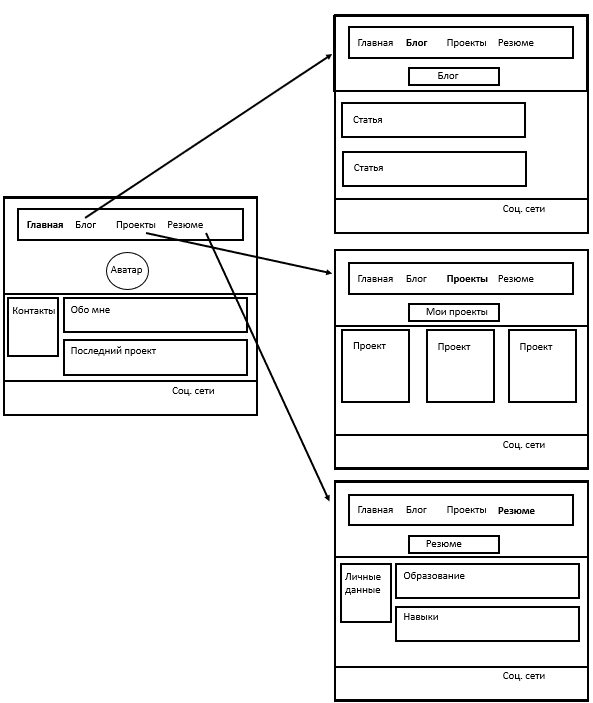 Главная Блог Проекты Резюме
Аватар
Контакты
Обо мне
Последний проект
Соц. сети
Главная Блог Проекты Резюме
Блог
Статья
Статья
Соц. сети
Главная Блог Проекты Резюме
Мои проекты
Проект Проект Проект
Соц. сети
Главная Блог Проекты Резюме
Резюме
Личные
данные
Образование
Навыки
Соц. сети